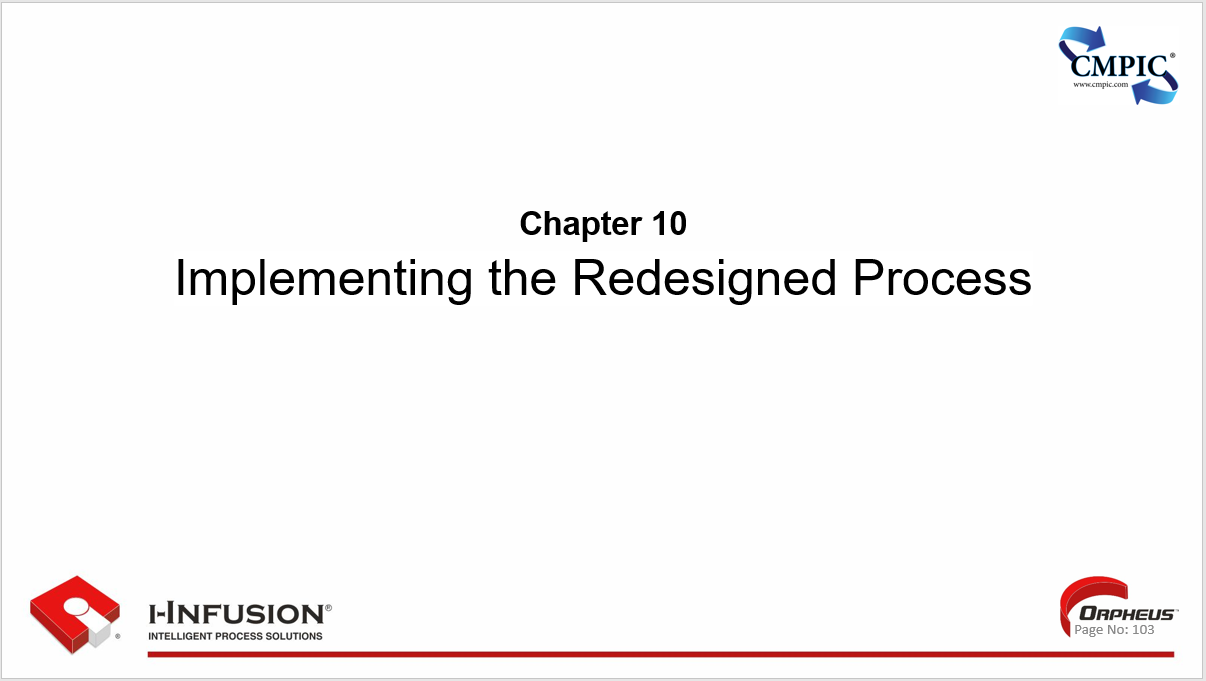 CMPIC®
www.cmpic.com
Chapter 10
Implementing the Redesigned Process
I-INFUSION®
INTELLIGENT PROCESS SOLUTIONS
®
ORPHEUS™
Page No: 103